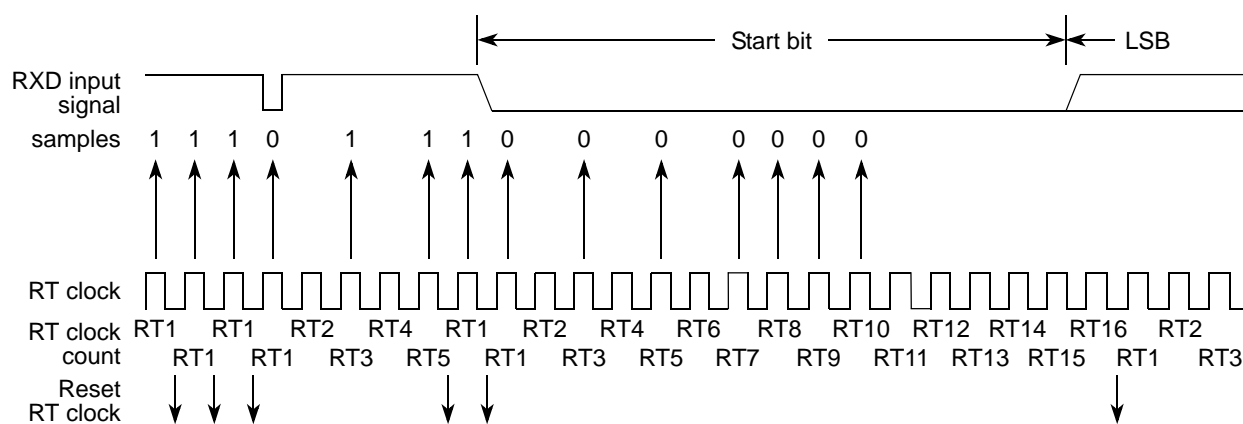 Start bit
LSB
RXD input
signal
samples 1 1 1 0 1 1 1 0 0 0 0 0 0 0
RT clock
RT clock
count
RT1 RT1 RT2 RT4 RT1 RT2 RT4 RT6 RT8 RT10 RT12 RT14 RT16 RT2
RT1 RT1 RT3 RT5 RT1 RT3 RT5 RT7 RT9 RT11 RT13 RT15 RT1 RT3
Reset
RT clock